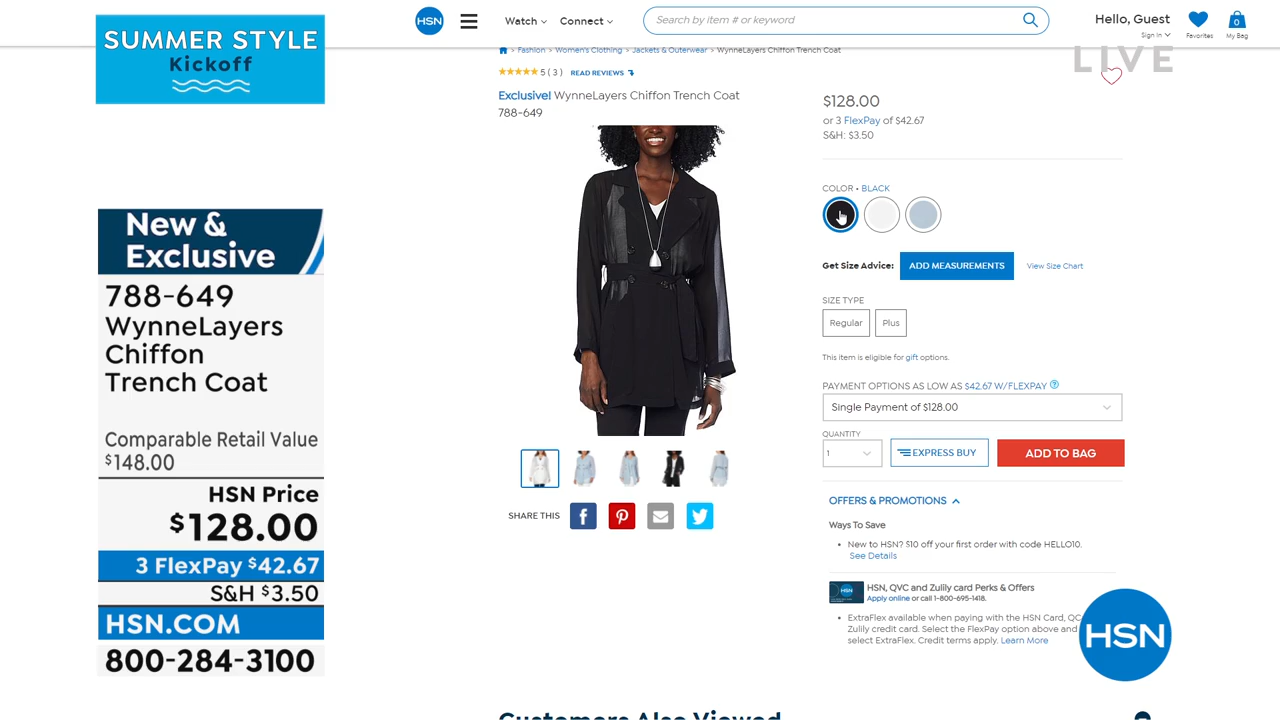 SUMMER STYLE
Kickoff
New &
Exclusive
788-649
WynneLayers
Chiffon
Trench Coat
Comparable Retail Value
$148.00
HSN Price
$128.00
3 FlexPay $42.67
S&H $3.50
HSN.COM
800-284-3100
HSN
Watch
Connect
Search by item # or keyword
Hello, Guest
Sign in
Favorites
0
My Bag
LIVE
> Fashion > Women's Clothing > Jackets & Outerwear > WynneLayers Chiffon Trench Coat
5 ( 3 ) READ REVIEWS
Exclusive! WynneLayers Chiffon Trench Coat
788-649
SHARE THIS
$128.00
or 3 FlexPay of $42.67
S&H: $3.50
COLOR • BLACK
Get Size Advice: ADD MEASUREMENTS View Size Chart
SIZE TYPE
Regular Plus
This item is eligible for gift options.
PAYMENT OPTIONS AS LOW AS $42.67 W/FLEXPAY ?
Single Payment of $128.00
QUANTITY
1 EXPRESS BUY ADD TO BAG
OFFERS & PROMOTIONS
Ways To Save
• New to HSN? $10 off your first order with code HELLO10.
See Details
HSN, QVC and Zulily card Perks & Offers
Apply online or call 1-800-695-1418.
• ExtraFlex available when paying with the HSN Card, QC
Zulily credit card. Select the FlexPay option above and
select ExtraFlex. Credit terms apply. Learn More
HSN
Customers Also Viewed